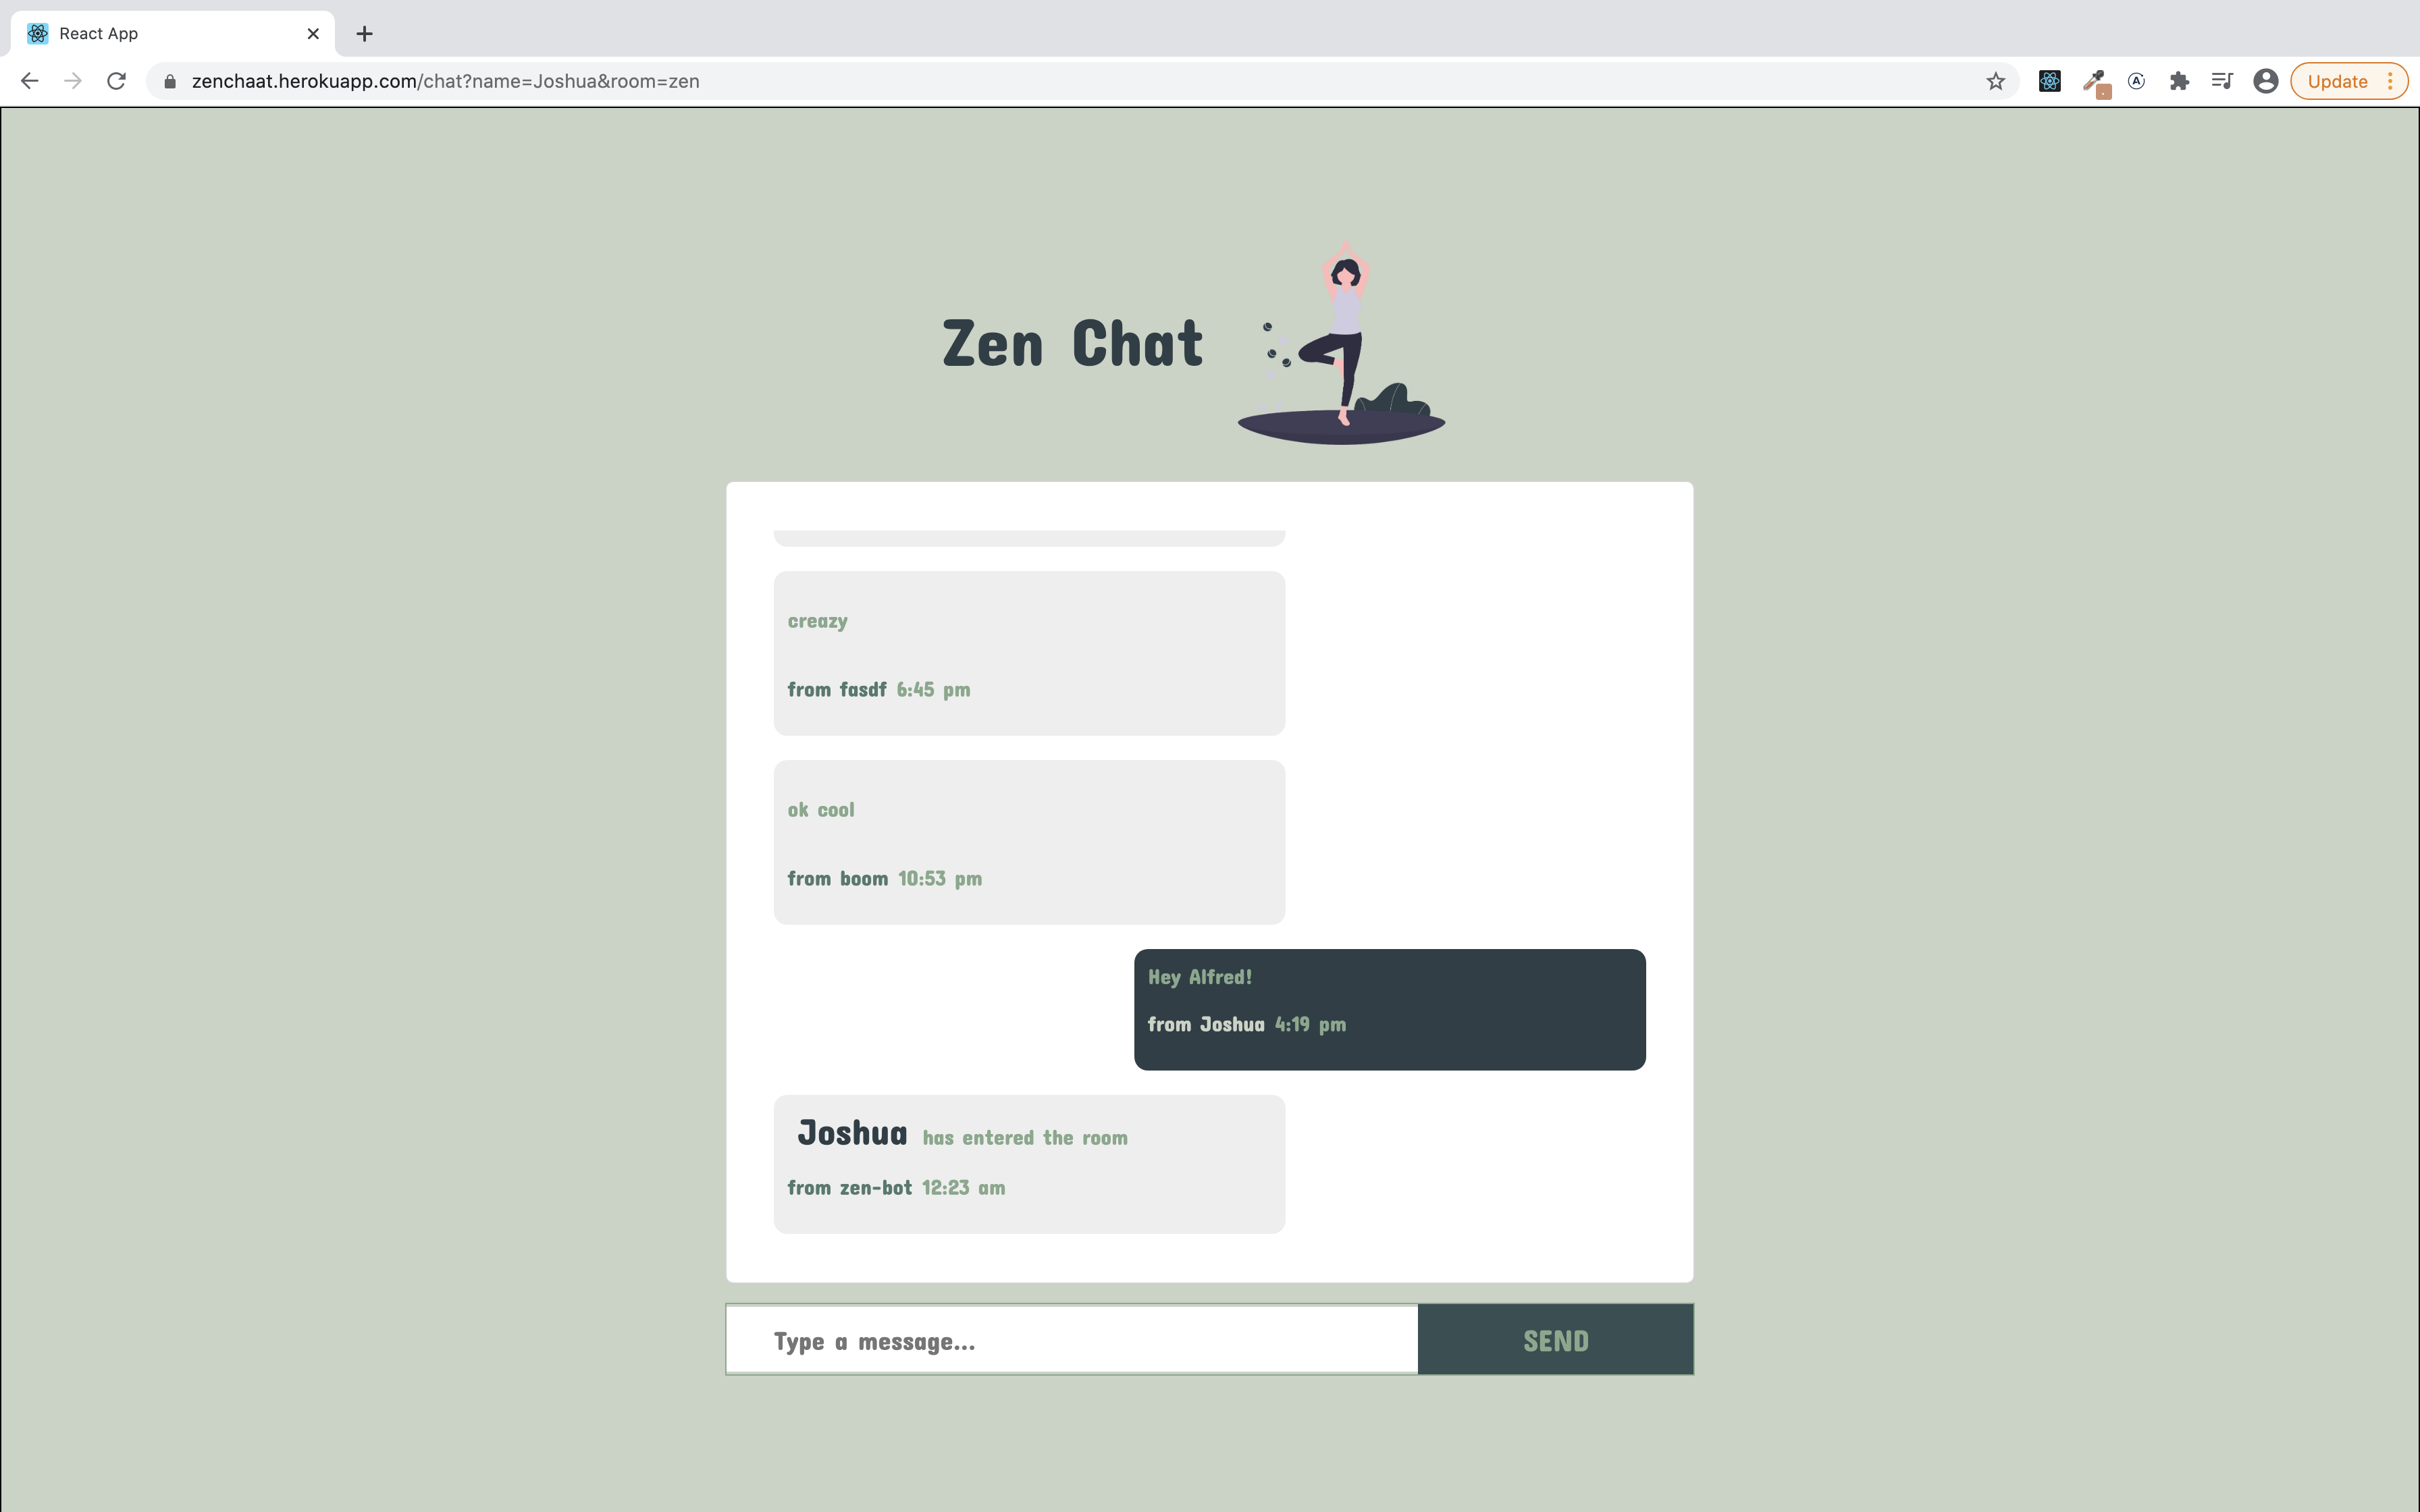 React App
zenchaat.herokuapp.com/chat?name=Joshua&room=zen
Update
Zen Chat
creazy
from fasdf 6:45 pm
ok cool
from boom 10:53 pm
Hey Alfred!
from Joshua 4:19 pm
Joshua has entered the room
from zen-bot 12:23 am
Type a message...
SEND